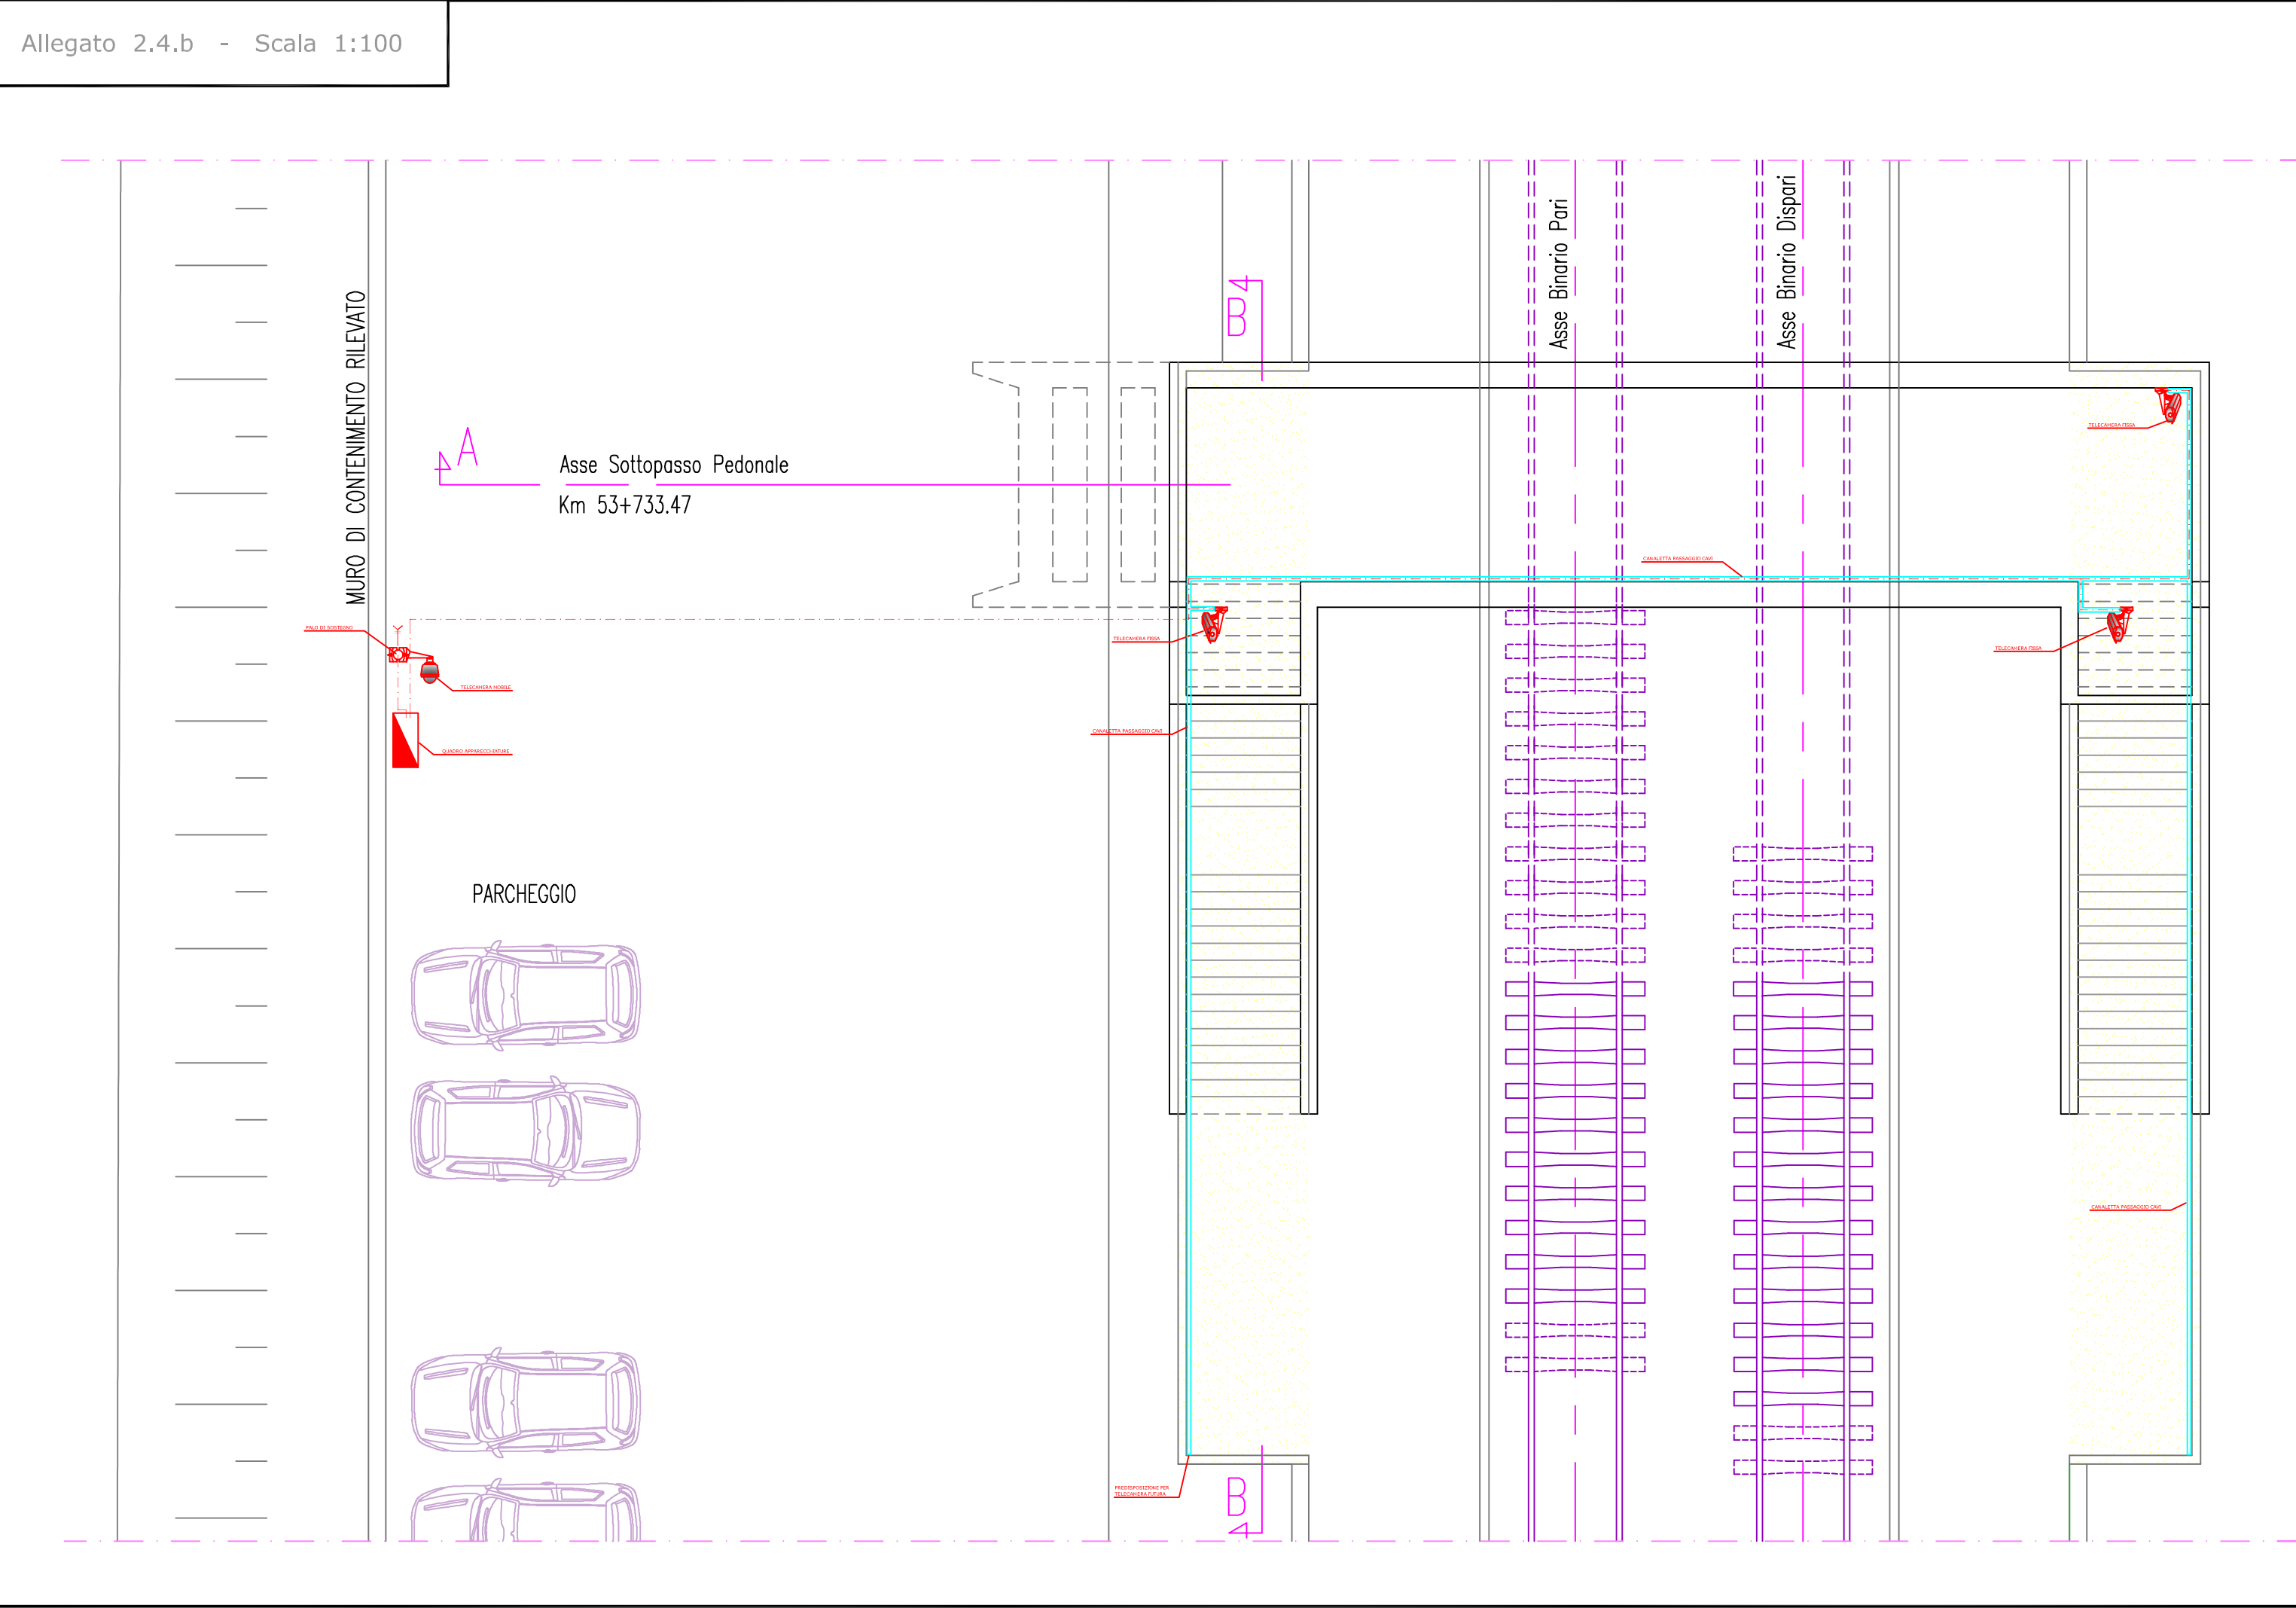 Allegato 2.4.b - Scala 1:100
MURO DI CONTENIMENTO RILEVATO
Asse Binario Pari
Asse Binario Dispari
B
A
Asse Sottopasso Pedonale
Km 53+733.47
TELECAMERA FISSA
CANALETTA PASSAGGIO CAVI
PALO DI SOSTEGNO
TELECAMERA FISSA
TELECAMERA FISSA
TELECAMERA MOBILE
CANALETTA PASSAGGIO CAVI
QUADRO APPARECCHIATURE
PARCHEGGIO
CANALETTA PASSAGGIO CAVI
PREDISPOSIZIONE PER
TELECAMERA FUTURA
B